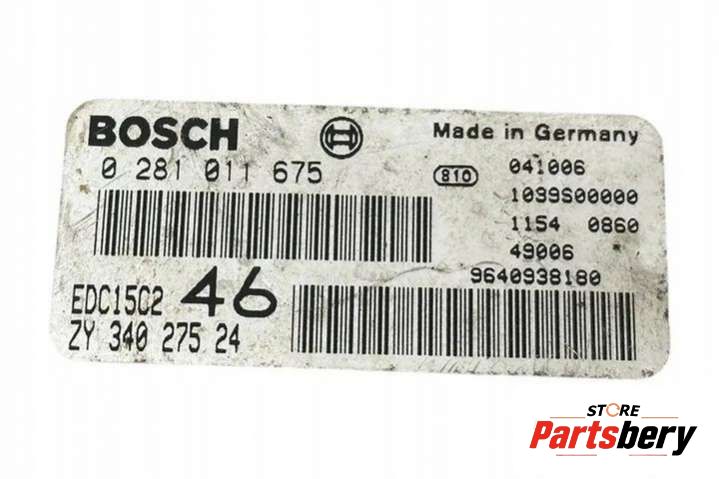 BOSCH
Made in Germany
0 281 011 675
810
041006
1039S00000
1154 0860
49006
9640938180
EDC15C2 46
ZY 340 275 24
STORE
Partsbery